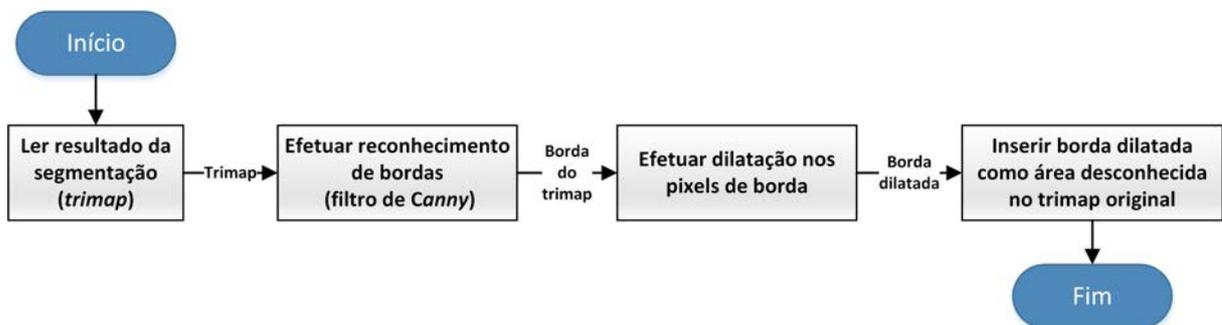 Início
Ler resultado da
segmentação
(trimap)
Trimap
Efetuar reconhecimento
de bordas
(filtro de Canny)
Borda
do
trimap
Efetuar dilatação nos
pixels de borda
Borda
dilatada
Inserir borda dilatada
como área desconhecida
no trimap original
Fim